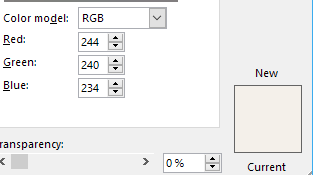 Color model: RGB
Red: 244
Green: 240
Blue: 234
New
ransparency:
0 %
Current